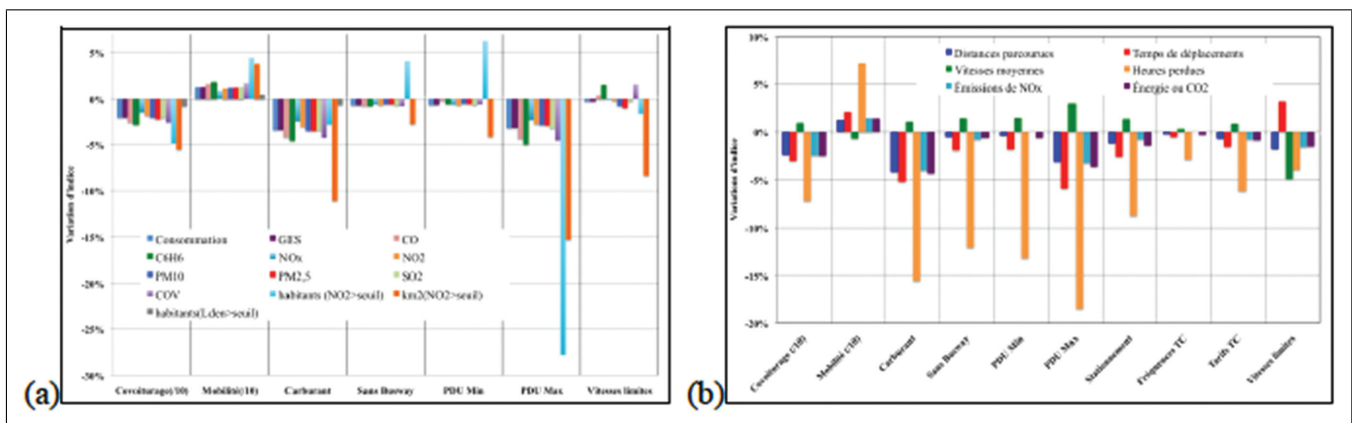 5%
0%
-5%
-10%
-15%
-20%
-25%
-30%
Variation d'indice
Consommation GES CO
C6H6 NOx NO2
PM10 PM2,5 SO2
COV habitants (NO2>seuil) km2(NO2>seuil)
habitants(Lden>seuil)
Covoiturage(/10) Mobilité(10) Carburant Sans Busway PDU Min PDU Max Vitesses limites
(a)
10%
5%
0%
-5%
-10%
-15%
-20%
Variations d'indice
Distances parcourues Temps de déplacements
Vitesses moyennes Heures perdues
Émissions de NOx Énergie ou CO2
Covoiturage (/10) Mobilité (/10) Carburant Sans Busway PDU Min PDU Max Stationnement Fréquences TC Tarifs TC Vitesses limites
(b)